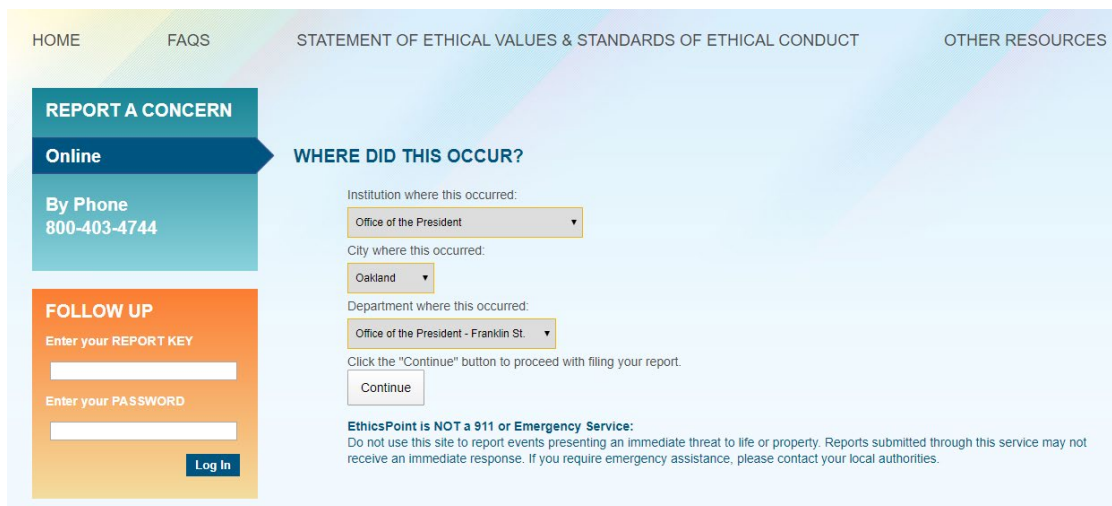 HOME FAQS STATEMENT OF ETHICAL VALUES & STANDARDS OF ETHICAL CONDUCT OTHER RESOURCES
REPORT A CONCERN
Online
By Phone
800-403-4744
FOLLOW UP
Enter your REPORT KEY
Enter your PASSWORD
Log In
WHERE DID THIS OCCUR?
Institution where this occurred:
Office of the President
City where this occurred:
Oakland
Department where this occurred:
Office of the President - Franklin St.
Click the "Continue" button to proceed with filing your report.
Continue
EthicsPoint is NOT a 911 or Emergency Service:
Do not use this site to report events presenting an immediate threat to life or property. Reports submitted through this service may not
receive an immediate response. If you require emergency assistance, please contact your local authorities.